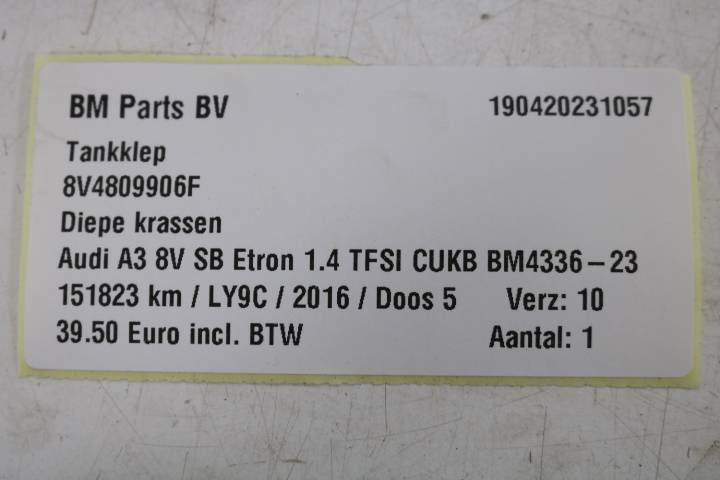 BM Parts BV 190420231057
Tankklep
8V4809906F
Diepe krassen
Audi A3 8V SB Etron 1.4 TFSI CUKB BM4336-23
151823 km / LY9C / 2016 / Doos 5 Verz: 10
39.50 Euro incl. BTW Aantal: 1